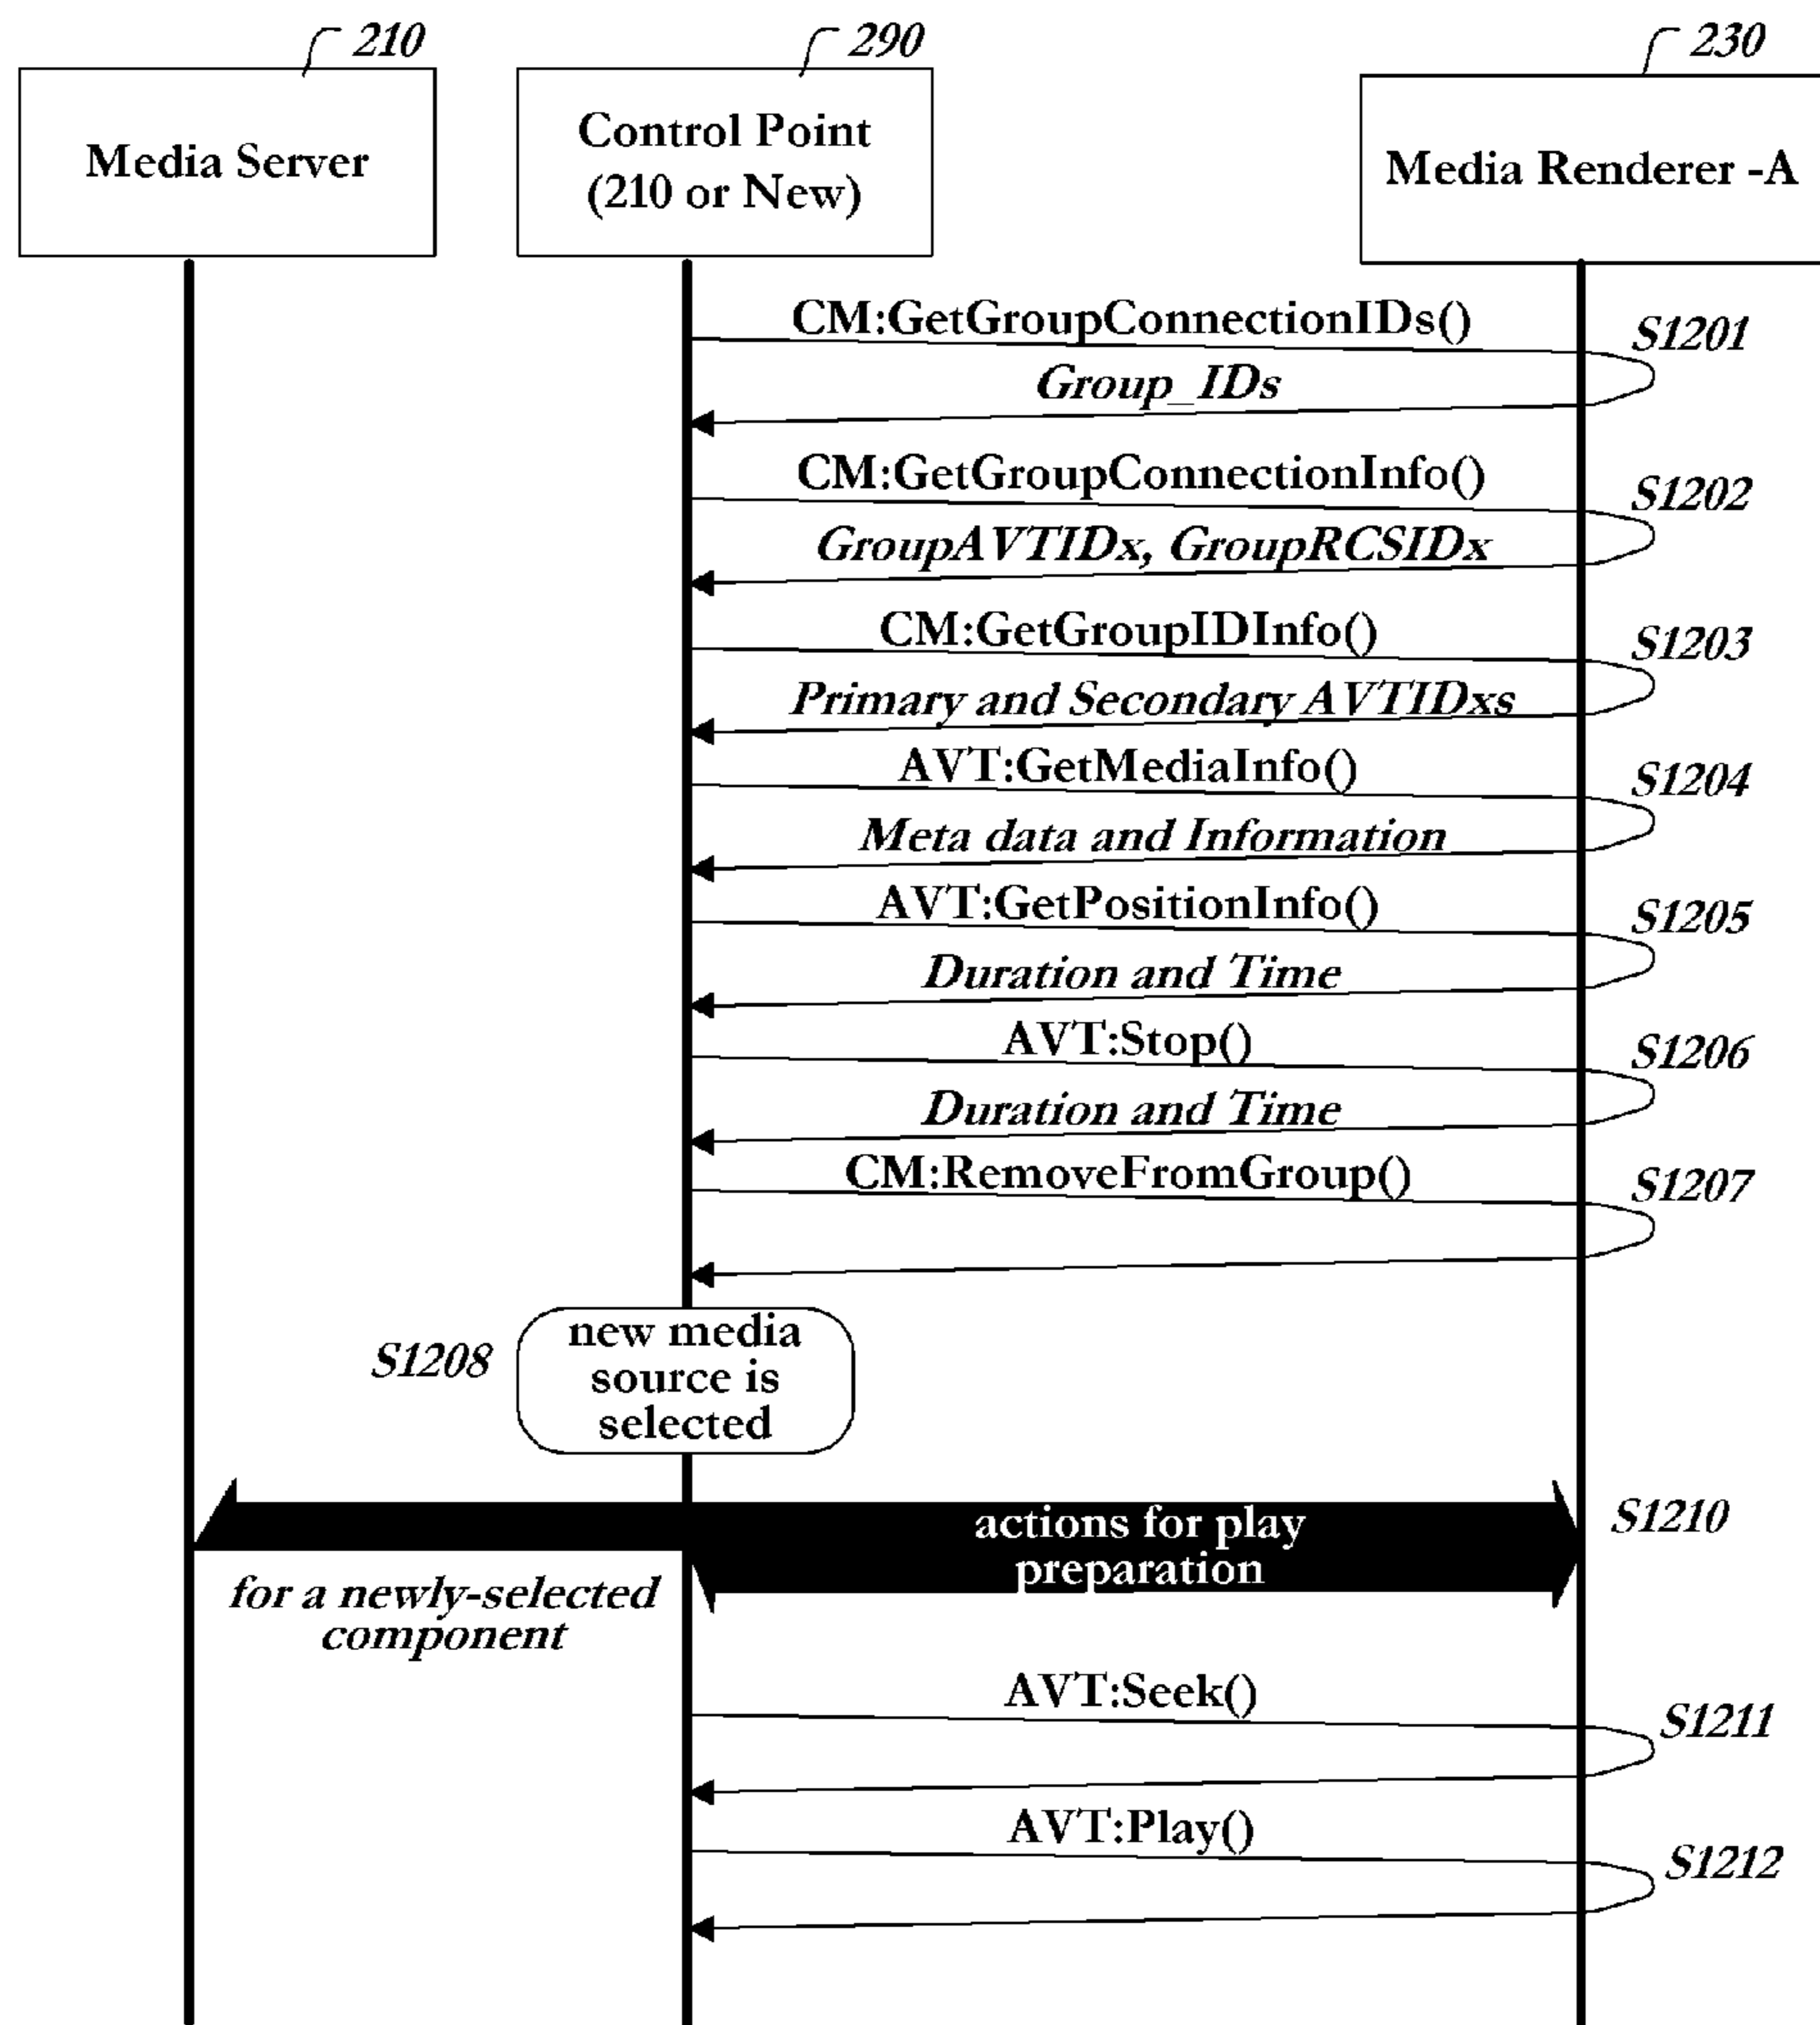 210
290
230
Media Server
Control Point
(210 or New)
Media Renderer -A
CM:GetGroupConnectionIDs()
S1201
Group_IDs
CM:GetGroupConnectionInfo()
S1202
GroupAVTIDx, GroupRCSIDx
CM:GetGroupIDInfo()
S1203
Primary and Secondary AVTIDxs
AVT:GetMediaInfo()
S1204
Meta data and Information
AVT:GetPositionInfo()
S1205
Duration and Time
AVT:Stop()
S1206
Duration and Time
CM:RemoveFromGroup()
S1207
S1208
new media
source is
selected
actions for play
preparation
S1210
for a newly-selected
component
AVT:Seek()
S1211
AVT:Play()
S1212